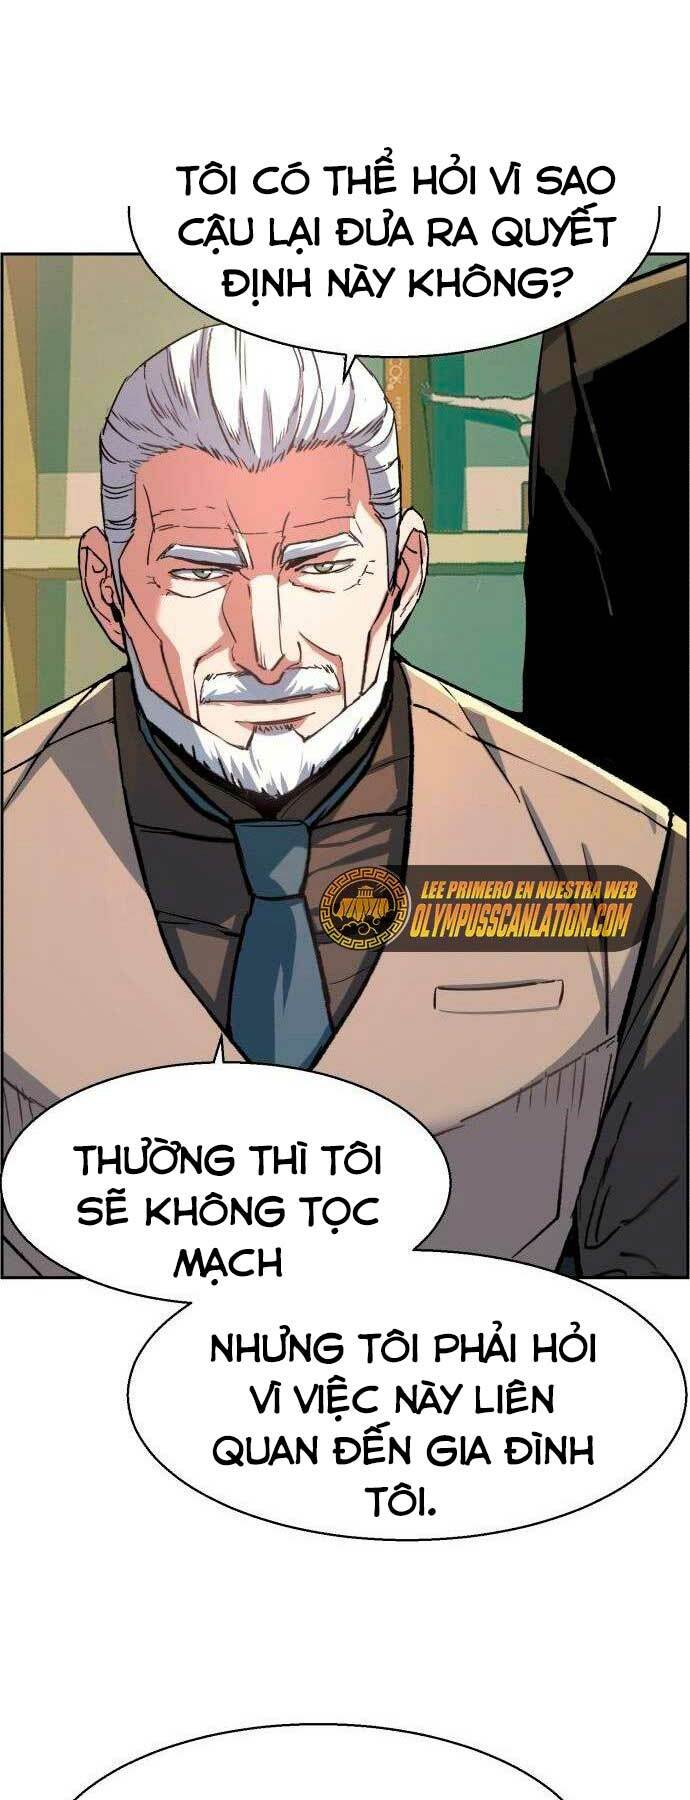 TÔI CÓ THỂ HỎI VÌ SAO
CẬU LẠI ĐƯA RA QUYẾT
ĐỊNH NÀY KHÔNG?
LEE PRIMERO EN NUESTRA WEB
OLYMPUSSCANLATION.COM
THƯỜNG THÌ TÔI
SẼ KHÔNG TỌC
MẠCH
NHƯNG TÔI PHẢI HỎI
VÌ VIỆC NÀY LIÊN
QUAN ĐẾN GIA ĐÌNH
TÔI.